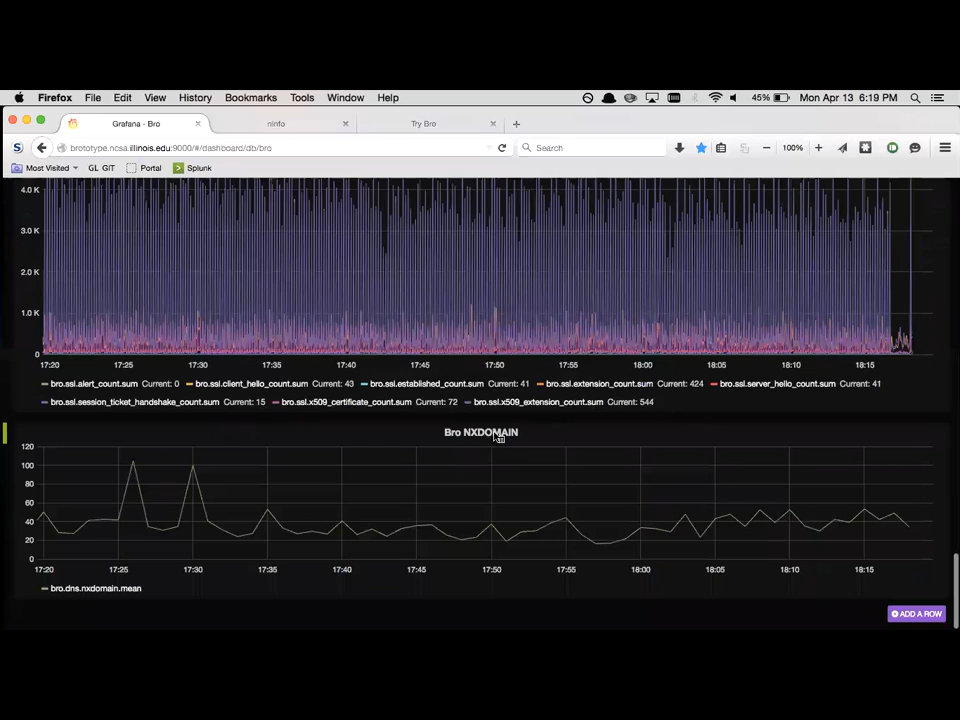 Firefox File Edit View History Bookmarks Tools Window Help 45% Mon Apr 13 6:19 PM
Grafana - Bro ninfo Try Bro
brotype.ncsa.illinois.edu:9000/#/dashboard/db/bro Search 100%
Most Visited GL GIT Portal Splunk
4.0 K
3.0 K
2.0 K
1.0 K
0
17:20 17:25 17:30 17:35 17:40 17:45 17:50 17:55 18:00 18:05 18:10 18:15
bro.ssl.alert_count.sum Current: 0 bro.ssl.client_hello_count.sum Current: 43 bro.ssl.established_count.sum Current: 41 bro.ssl.extension_count.sum Current: 424 bro.ssl.server_hello_count.sum Current: 41
bro.ssl.session_ticket_handshake_count.sum Current: 15 bro.ssl.x509_certificate_count.sum Current: 72 bro.ssl.x509_extension_count.sum Current: 544
Bro NXDOMAIN
120
100
80
60
40
20
0
17:20 17:25 17:30 17:35 17:40 17:45 17:50 17:55 18:00 18:05 18:10 18:15
bro.dns.nxdomain.mean
ADD A ROW